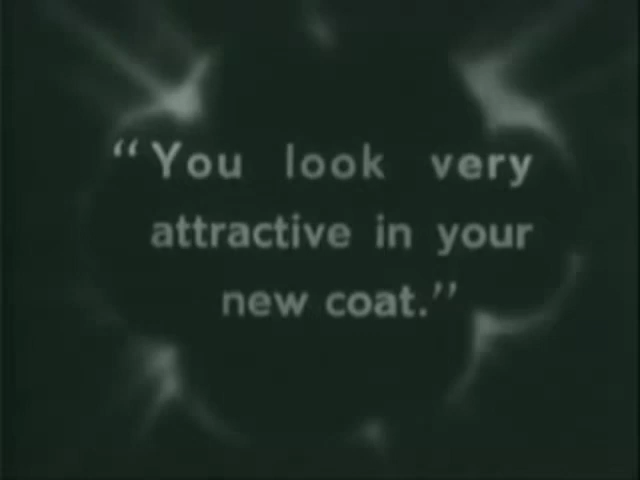 “You look very
attractive in your
new coat.”